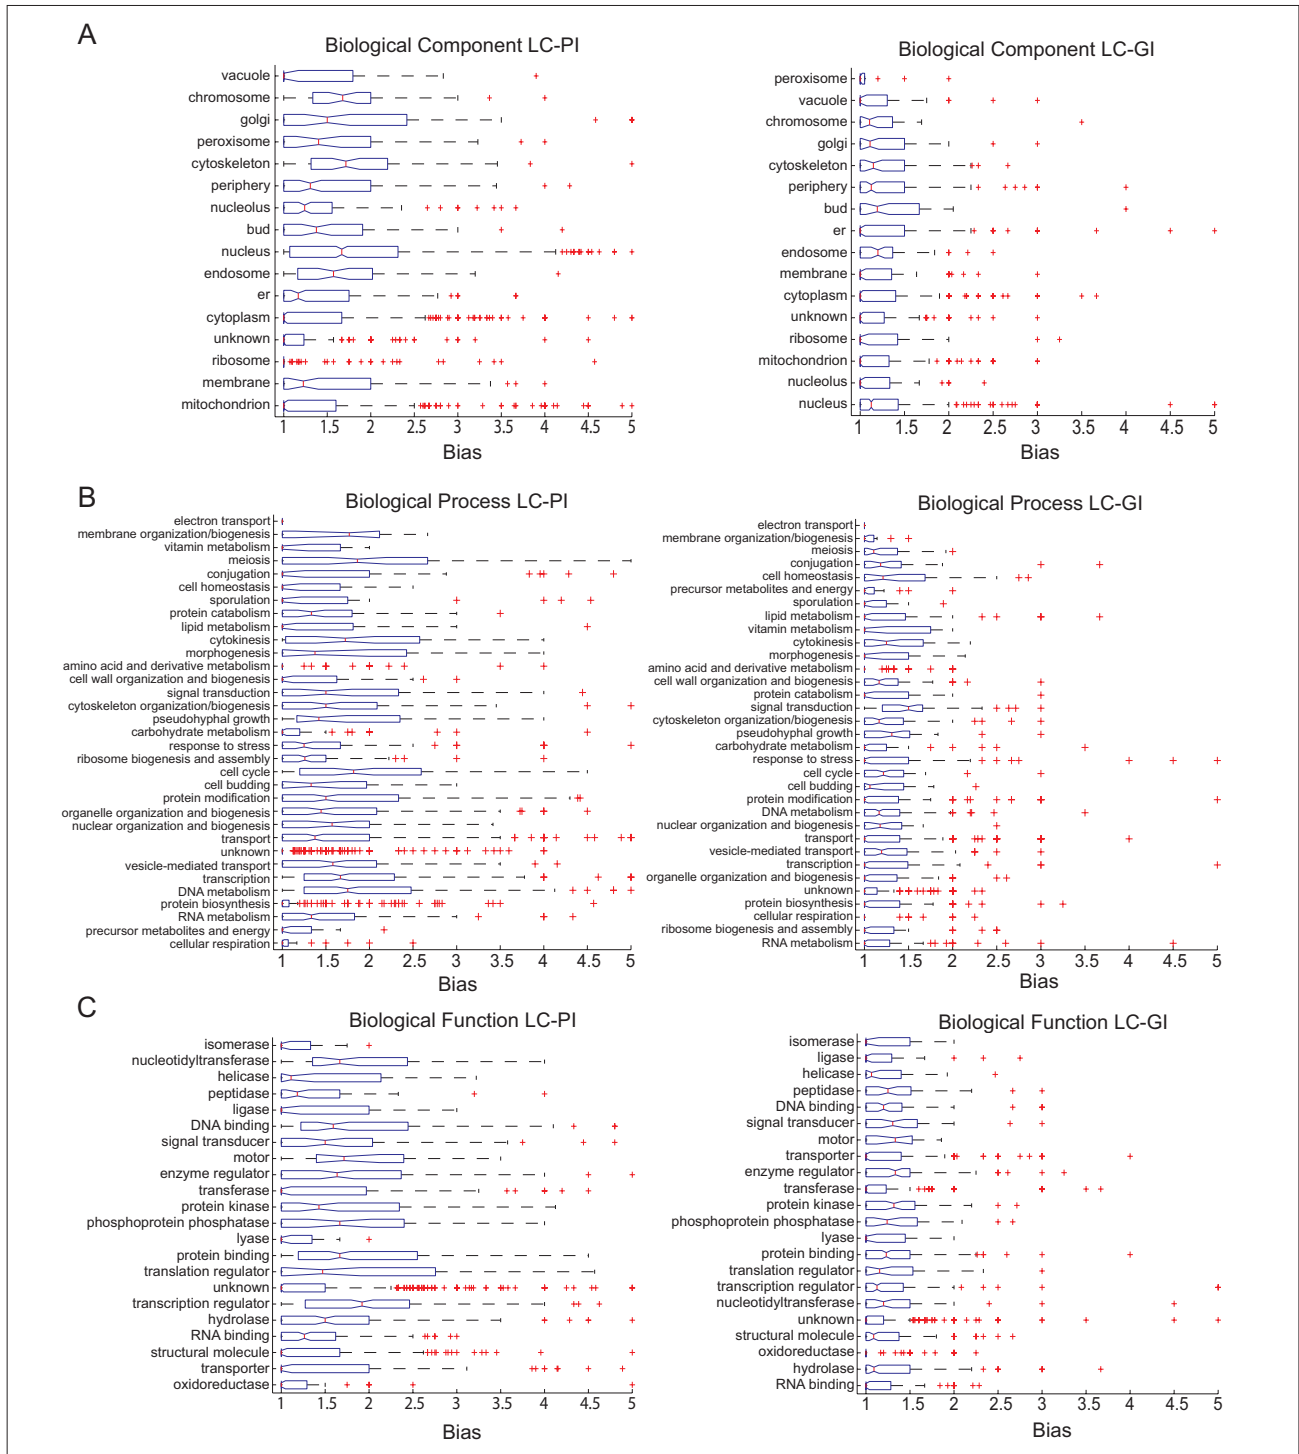 A
Biological Component LC-PI
vacuole
chromosome
golgi
peroxisome
cytoskeleton
periphery
nucleolus
bud
nucleus
endosome
er
cytoplasm
unknown
ribosome
membrane
mitochondrion
1 1.5 2 2.5 3 3.5 4 4.5 5
Bias
Biological Component LC-GI
peroxisome
vacuole
chromosome
golgi
cytoskeleton
periphery
bud
er
endosome
membrane
cytoplasm
unknown
ribosome
mitochondrion
nucleolus
nucleus
1 1.5 2 2.5 3 3.5 4 4.5 5
Bias
B
Biological Process LC-PI
electron transport
membrane organization/biogenesis
vitamin metabolism
meiosis
conjugation
cell homeostasis
sporulation
protein catabolism
lipid metabolism
cytokinesis
morphogenesis
amino acid and derivative metabolism
cell wall organization and biogenesis
signal transduction
cytoskeleton organization/biogenesis
pseudohyphal growth
carbohydrate metabolism
response to stress
ribosome biogenesis and assembly
cell cycle
cell budding
protein modification
organelle organization and biogenesis
nuclear organization and biogenesis
transport
unknown
vesicle-mediated transport
transcription
DNA metabolism
protein biosynthesis
RNA metabolism
precursor metabolites and energy
cellular respiration
1 1.5 2 2.5 3 3.5 4 4.5 5
Bias
Biological Process LC-GI
electron transport
membrane organization/biogenesis
meiosis
conjugation
cell homeostasis
precursor metabolites and energy
sporulation
lipid metabolism
vitamin metabolism
cytokinesis
morphogenesis
amino acid and derivative metabolism
cell wall organization and biogenesis
protein catabolism
signal transduction
cytoskeleton organization/biogenesis
pseudohyphal growth
carbohydrate metabolism
response to stress
cell cycle
cell budding
protein modification
DNA metabolism
nuclear organization and biogenesis
transport
vesicle-mediated transport
transcription
organelle organization and biogenesis
unknown
protein biosynthesis
cellular respiration
ribosome biogenesis and assembly
RNA metabolism
1 1.5 2 2.5 3 3.5 4 4.5 5
Bias
C
Biological Function LC-PI
isomerase
nucleotidyltransferase
helicase
peptidase
ligase
DNA binding
signal transducer
motor
enzyme regulator
transferase
protein kinase
phosphoprotein phosphatase
lyase
protein binding
translation regulator
unknown
transcription regulator
hydrolase
RNA binding
structural molecule
transporter
oxidoreductase
1 1.5 2 2.5 3 3.5 4 4.5 5
Bias
Biological Function LC-GI
isomerase
ligase
helicase
peptidase
DNA binding
signal transducer
motor
transporter
enzyme regulator
transferase
protein kinase
phosphoprotein phosphatase
lyase
protein binding
translation regulator
transcription regulator
nucleotidyltransferase
unknown
structural molecule
oxidoreductase
hydrolase
RNA binding
1 1.5 2 2.5 3 3.5 4 4.5 5
Bias